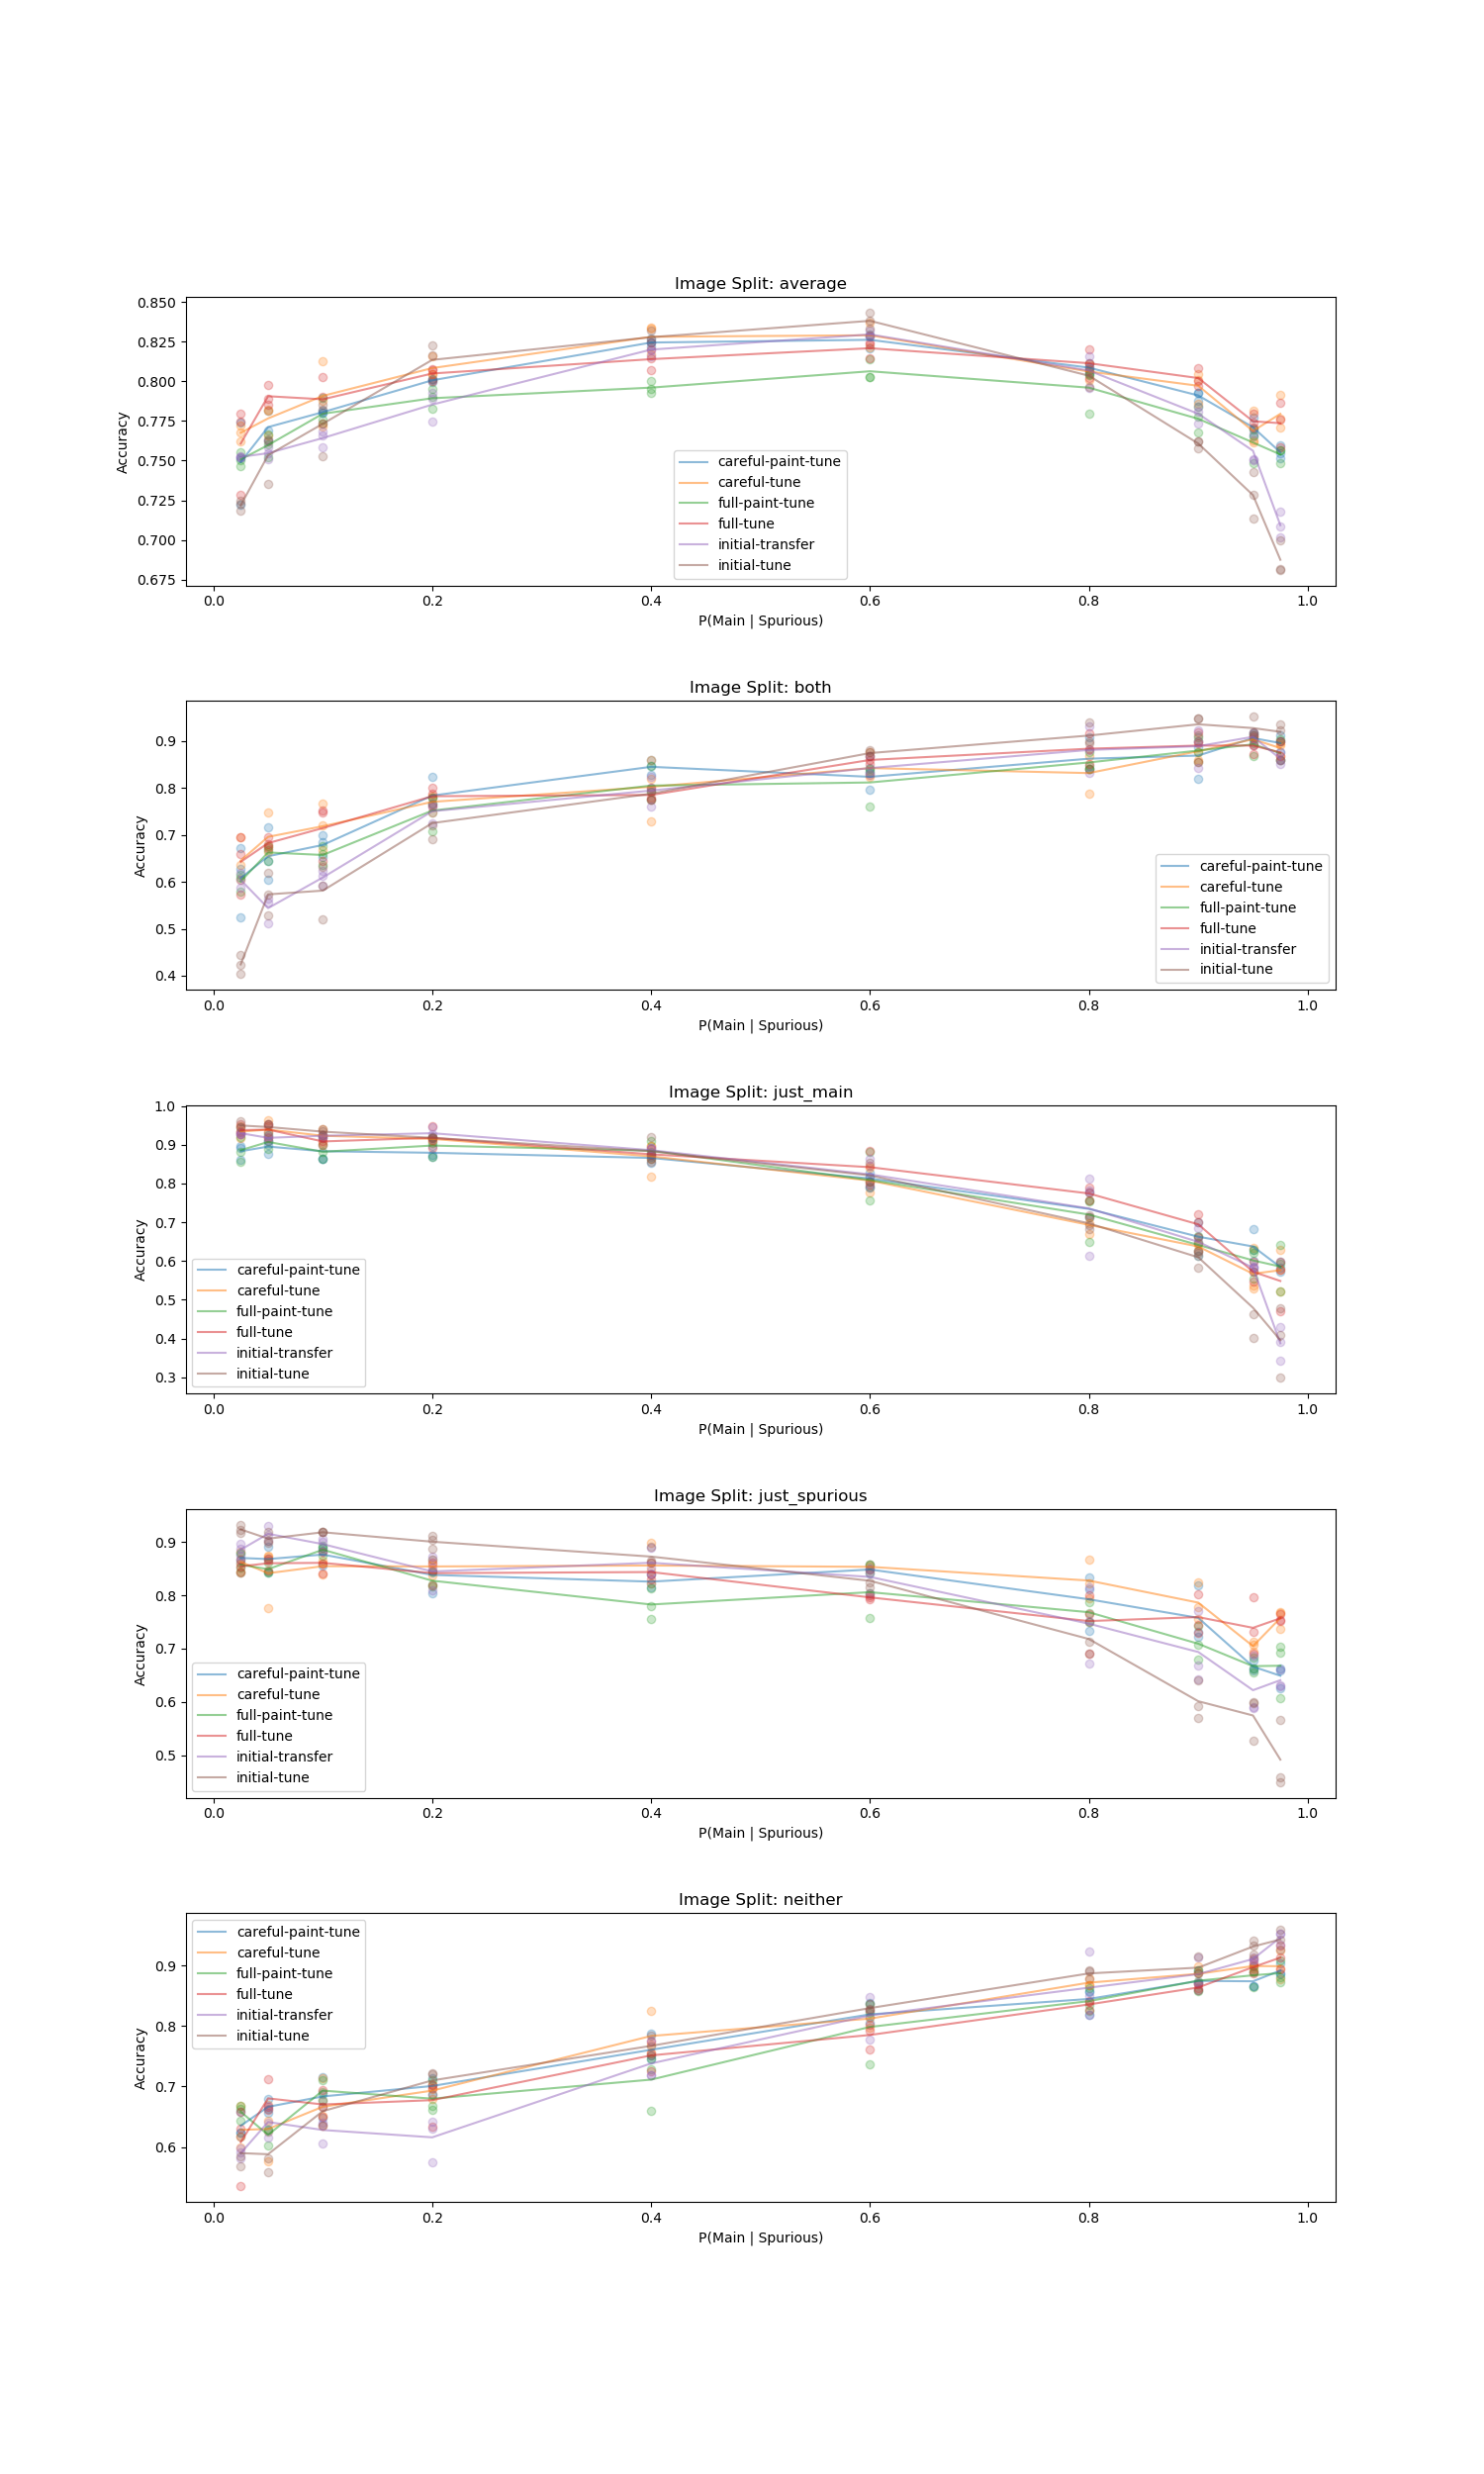 Image Split: average
0.850
0.825
0.800
0.775
0.750
0.725
0.700
0.675
Accuracy
careful-paint-tune
careful-tune
full-paint-tune
full-tune
initial-transfer
initial-tune
0.0 0.2 0.4 0.6 0.8 1.0
P(Main | Spurious)
Image Split: both
0.9
0.8
0.7
0.6
0.5
0.4
Accuracy
careful-paint-tune
careful-tune
full-paint-tune
full-tune
initial-transfer
initial-tune
0.0 0.2 0.4 0.6 0.8 1.0
P(Main | Spurious)
Image Split: just_main
1.0
0.9
0.8
0.7
0.6
0.5
0.4
0.3
Accuracy
careful-paint-tune
careful-tune
full-paint-tune
full-tune
initial-transfer
initial-tune
0.0 0.2 0.4 0.6 0.8 1.0
P(Main | Spurious)
Image Split: just_spurious
0.9
0.8
0.7
0.6
0.5
Accuracy
careful-paint-tune
careful-tune
full-paint-tune
full-tune
initial-transfer
initial-tune
0.0 0.2 0.4 0.6 0.8 1.0
P(Main | Spurious)
Image Split: neither
0.9
0.8
0.7
0.6
Accuracy
careful-paint-tune
careful-tune
full-paint-tune
full-tune
initial-transfer
initial-tune
0.0 0.2 0.4 0.6 0.8 1.0
P(Main | Spurious)